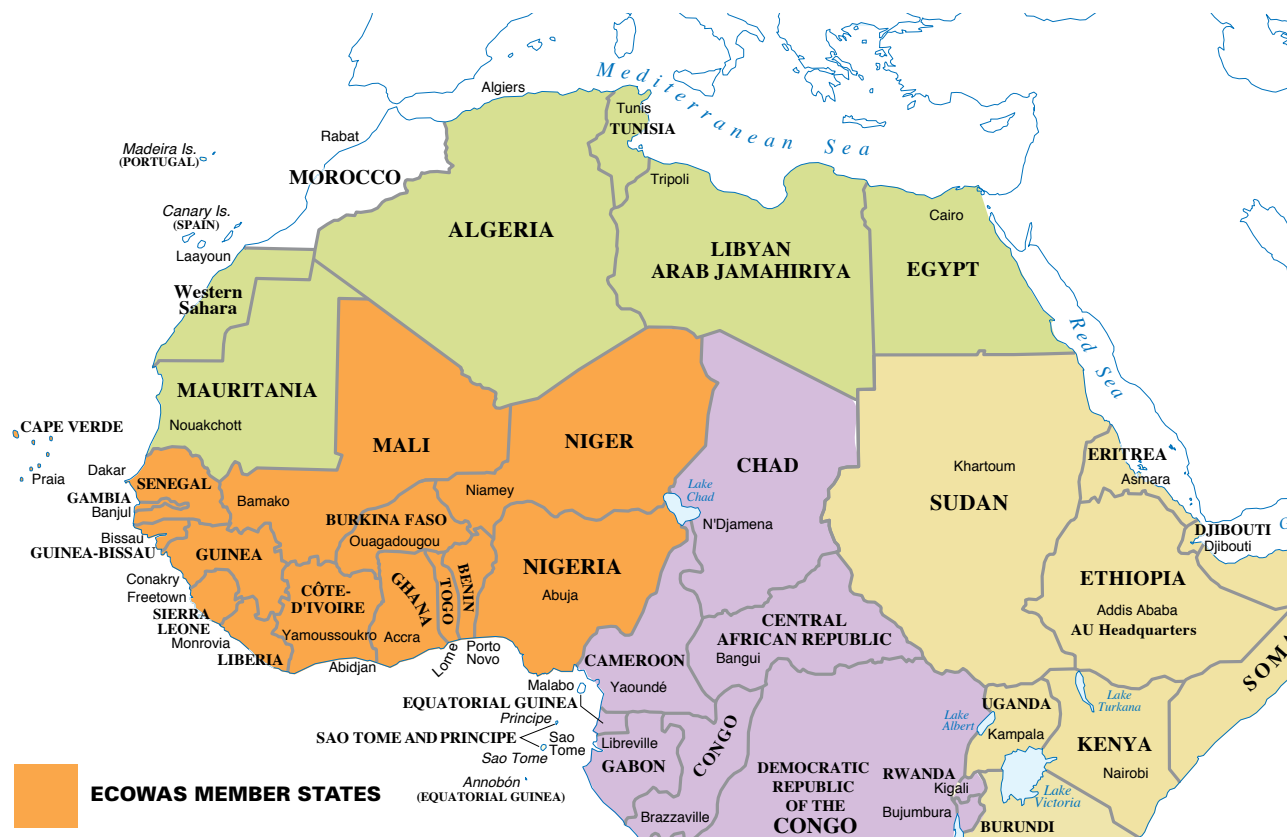 Mediterranean Sea
Algiers
Tunis
TUNISIA
Rabat
Madeira Is.
(PORTUGAL)
MOROCCO
Tripoli
Canary Is.
(SPAIN)
Laayoun
Cairo
ALGERIA
LIBYAN
ARAB JAMAHIRIYA
EGYPT
Western
Sahara
Red Sea
MAURITANIA
Nouakchott
CAPE VERDE
Praia
MALI
NIGER
CHAD
Khartoum
SUDAN
ERITREA
Asmara
Dakar
SENEGAL
GAMBIA
Banjul
Bamako
Niamey
Lake
Chad
N'Djamena
BURKINA FASO
Ouagadougou
Bissau
GUINEA-BISSAU
GUINEA
NIGERIA
Abuja
DJIBOUTI
Djibouti
ETHIOPIA
Addis Ababa
AU Headquarters
Conakry
Freetown
SIERRA
LEONE
Monrovia
LIBERIA
CÔTE-
D'IVOIRE
Yamoussoukro
Abidjan
GHANA
Accra
TOGO
Lome
BENIN
Porto
Novo
CENTRAL
AFRICAN REPUBLIC
Bangui
CAMEROON
Yaoundé
SOM
Malabo
EQUATORIAL GUINEA
Principe
SAO TOME AND PRINCIPE
Sao
Tome
Sao Tome
Annobón
(EQUATORIAL GUINEA)
Libreville
GABON
CONGO
Brazzaville
DEMOCRATIC
REPUBLIC
OF THE
CONGO
Lake
Albert
UGANDA
Kampala
Lake
Turkana
KENYA
Nairobi
RWANDA
Kigali
Bujumbura
BURUNDI
Lake
Victoria
ECOWAS MEMBER STATES